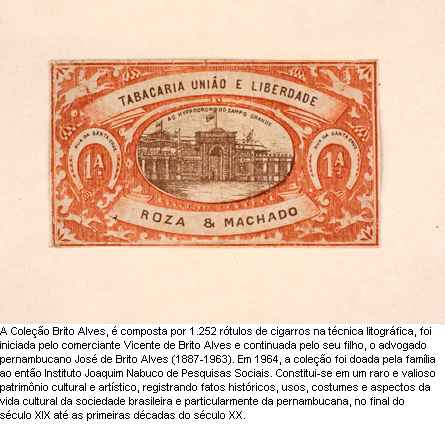 TABACARIA UNIÃO E LIBERDADE
AO HYPPODROMO DO CAMPO GRANDE
RUA DA SANTA CRUZ
RUA DA SANTA CRUZ
1A
1A
ROZA & MACHADO
A Coleção Brito Alves, é composta por 1.252 rótulos de cigarros na técnica litográfica, foi
iniciada pelo comerciante Vicente de Brito Alves e continuada pelo seu filho, o advogado
pernambucano José de Brito Alves (1887-1963). Em 1964, a coleção foi doada pela família
ao então Instituto Joaquim Nabuco de Pesquisas Sociais. Constitui-se em um raro e valioso
patrimônio cultural e artístico, registrando fatos históricos, usos, costumes e aspectos da
vida cultural da sociedade brasileira e particularmente da pernambucana, no final do
século XIX até as primeiras décadas do século XX.